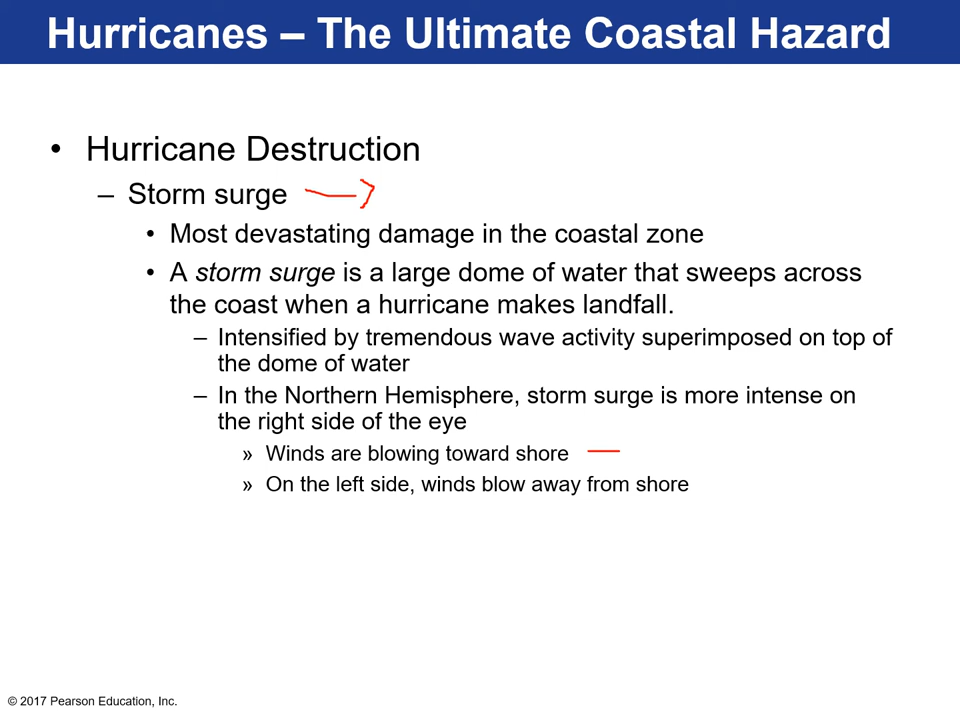 Hurricanes – The Ultimate Coastal Hazard
• Hurricane Destruction
– Storm surge
• Most devastating damage in the coastal zone
• A storm surge is a large dome of water that sweeps across
the coast when a hurricane makes landfall.
– Intensified by tremendous wave activity superimposed on top of
the dome of water
– In the Northern Hemisphere, storm surge is more intense on
the right side of the eye
» Winds are blowing toward shore
» On the left side, winds blow away from shore
© 2017 Pearson Education, Inc.